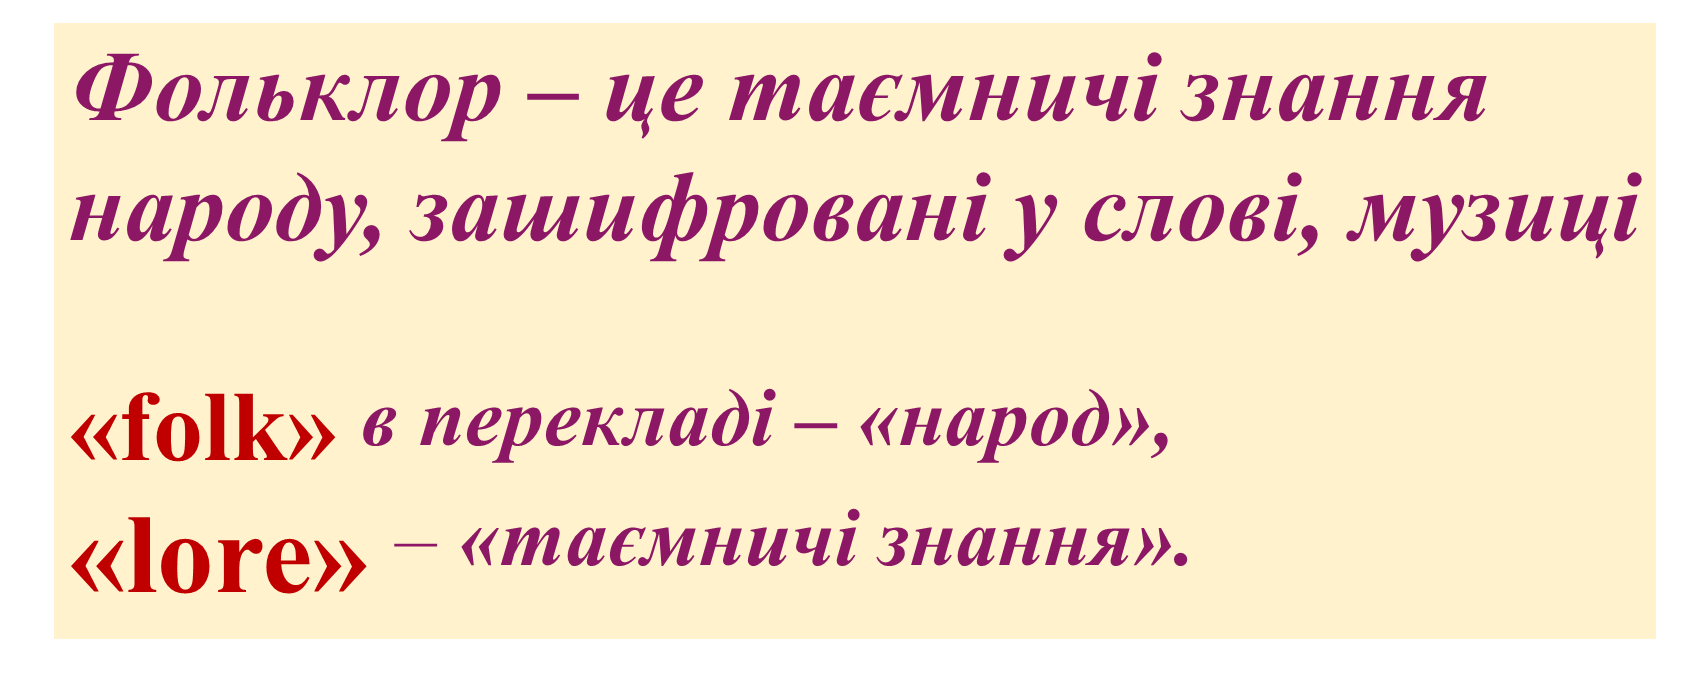 Фольклор – це таємничі знання
народу, зашифровані у слові, музиці
«folk» в перекладі – «народ»,
«lore» – «таємничі знання».